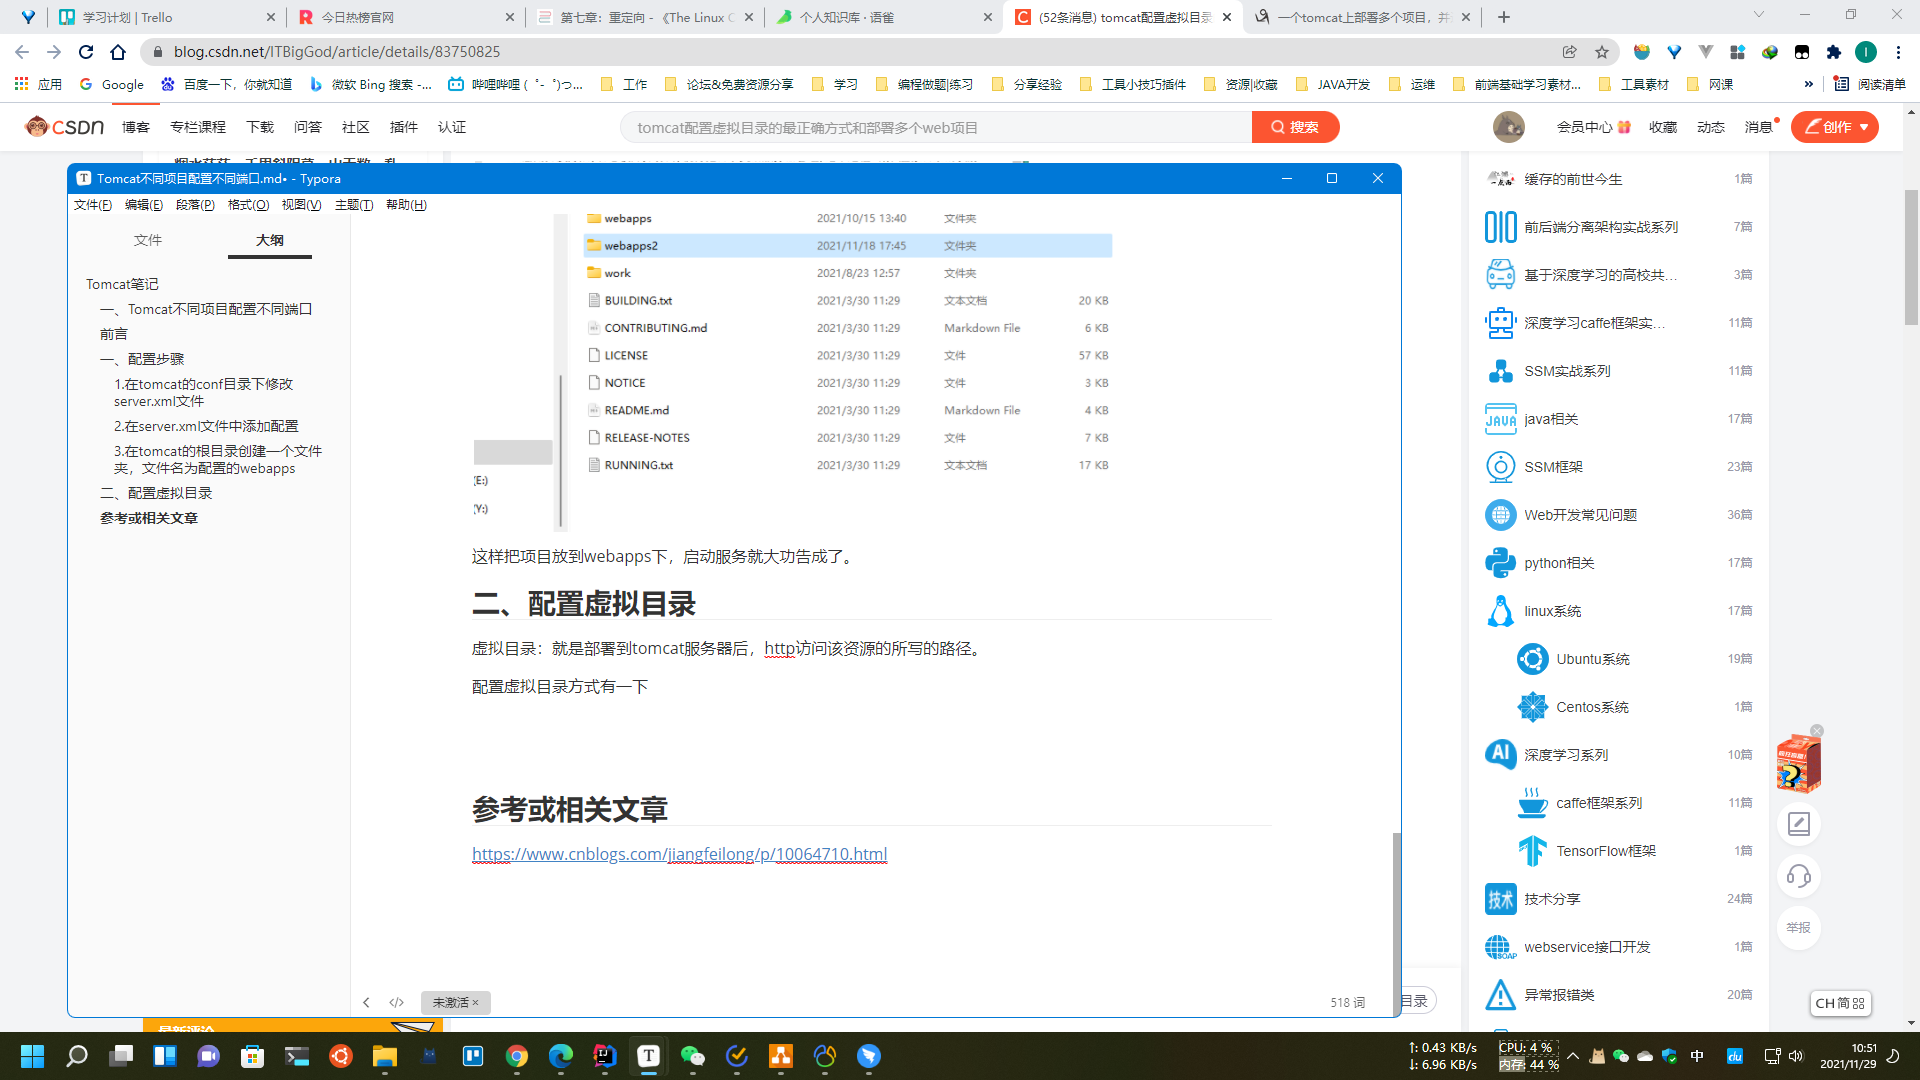 学习计划 | Trello
今日热榜官网
第七章：重定向 - 《The Linux C
个人知识库 · 语雀
(52条消息) tomcat配置虚拟目录
一个tomcat上部署多个项目，并
blog.csdn.net/ITBigGod/article/details/83750825
应用
Google
百度一下，你就知道
微软 Bing 搜索 -...
哔哩哔哩 ( ゜- ゜)つ...
工作
论坛&免费资源分享
学习
编程做题|练习
分享经验
工具小技巧插件
资源|收藏
JAVA开发
运维
前端基础学习素材...
工具素材
网课
»
阅读清单
CSDN
博客
专栏课程
下载
问答
社区
插件
认证
tomcat配置虚拟目录的最正确方式和部署多个web项目
搜索
会员中心
收藏
动态
消息
创作
Tomcat不同项目配置不同端口.md• - Typora
文件(F)
编辑(E)
段落(P)
格式(O)
视图(V)
主题(T)
帮助(H)
文件
大纲
Tomcat笔记
一、Tomcat不同项目配置不同端口
前言
一、配置步骤
1.在tomcat的conf目录下修改
server.xml文件
2.在server.xml文件中添加配置
3.在tomcat的根目录创建一个文件
夹，文件名为配置的webapps
二、配置虚拟目录
参考或相关文章
webapps 2021/10/15 13:40 文件夹
webapps2 2021/11/18 17:45 文件夹
work 2021/8/23 12:57 文件夹
BUILDING.txt 2021/3/30 11:29 文本文档 20 KB
CONTRIBUTING.md 2021/3/30 11:29 Markdown File 6 KB
LICENSE 2021/3/30 11:29 文件 57 KB
NOTICE 2021/3/30 11:29 文件 3 KB
README.md 2021/3/30 11:29 Markdown File 4 KB
RELEASE-NOTES 2021/3/30 11:29 文件 7 KB
RUNNING.txt 2021/3/30 11:29 文本文档 17 KB
(E:)
(Y:)
这样把项目放到webapps下，启动服务就大功告成了。
二、配置虚拟目录
虚拟目录：就是部署到tomcat服务器后，http访问该资源的所写的路径。
配置虚拟目录方式有一下
参考或相关文章
https://www.cnblogs.com/jiangfeilong/p/10064710.html
未激活 ×
518 词
目录
缓存的前世今生 1篇
前后端分离架构实战系列 7篇
基于深度学习的高校共... 3篇
深度学习caffe框架实... 11篇
SSM实战系列 11篇
JAVA
java相关 17篇
SSM框架 23篇
Web开发常见问题 36篇
python相关 17篇
linux系统 17篇
Ubuntu系统 19篇
Centos系统 1篇
AI
深度学习系列 10篇
caffe框架系列 11篇
TensorFlow框架 1篇
技术
技术分享 24篇
SOAP
webservice接口开发 1篇
异常报错类 20篇
举报
CH 简
最新评论
↑: 0.43 KB/s
↓: 6.96 KB/s
CPU: 4 %
内存: 44 %
中
du
10:51
2021/11/29